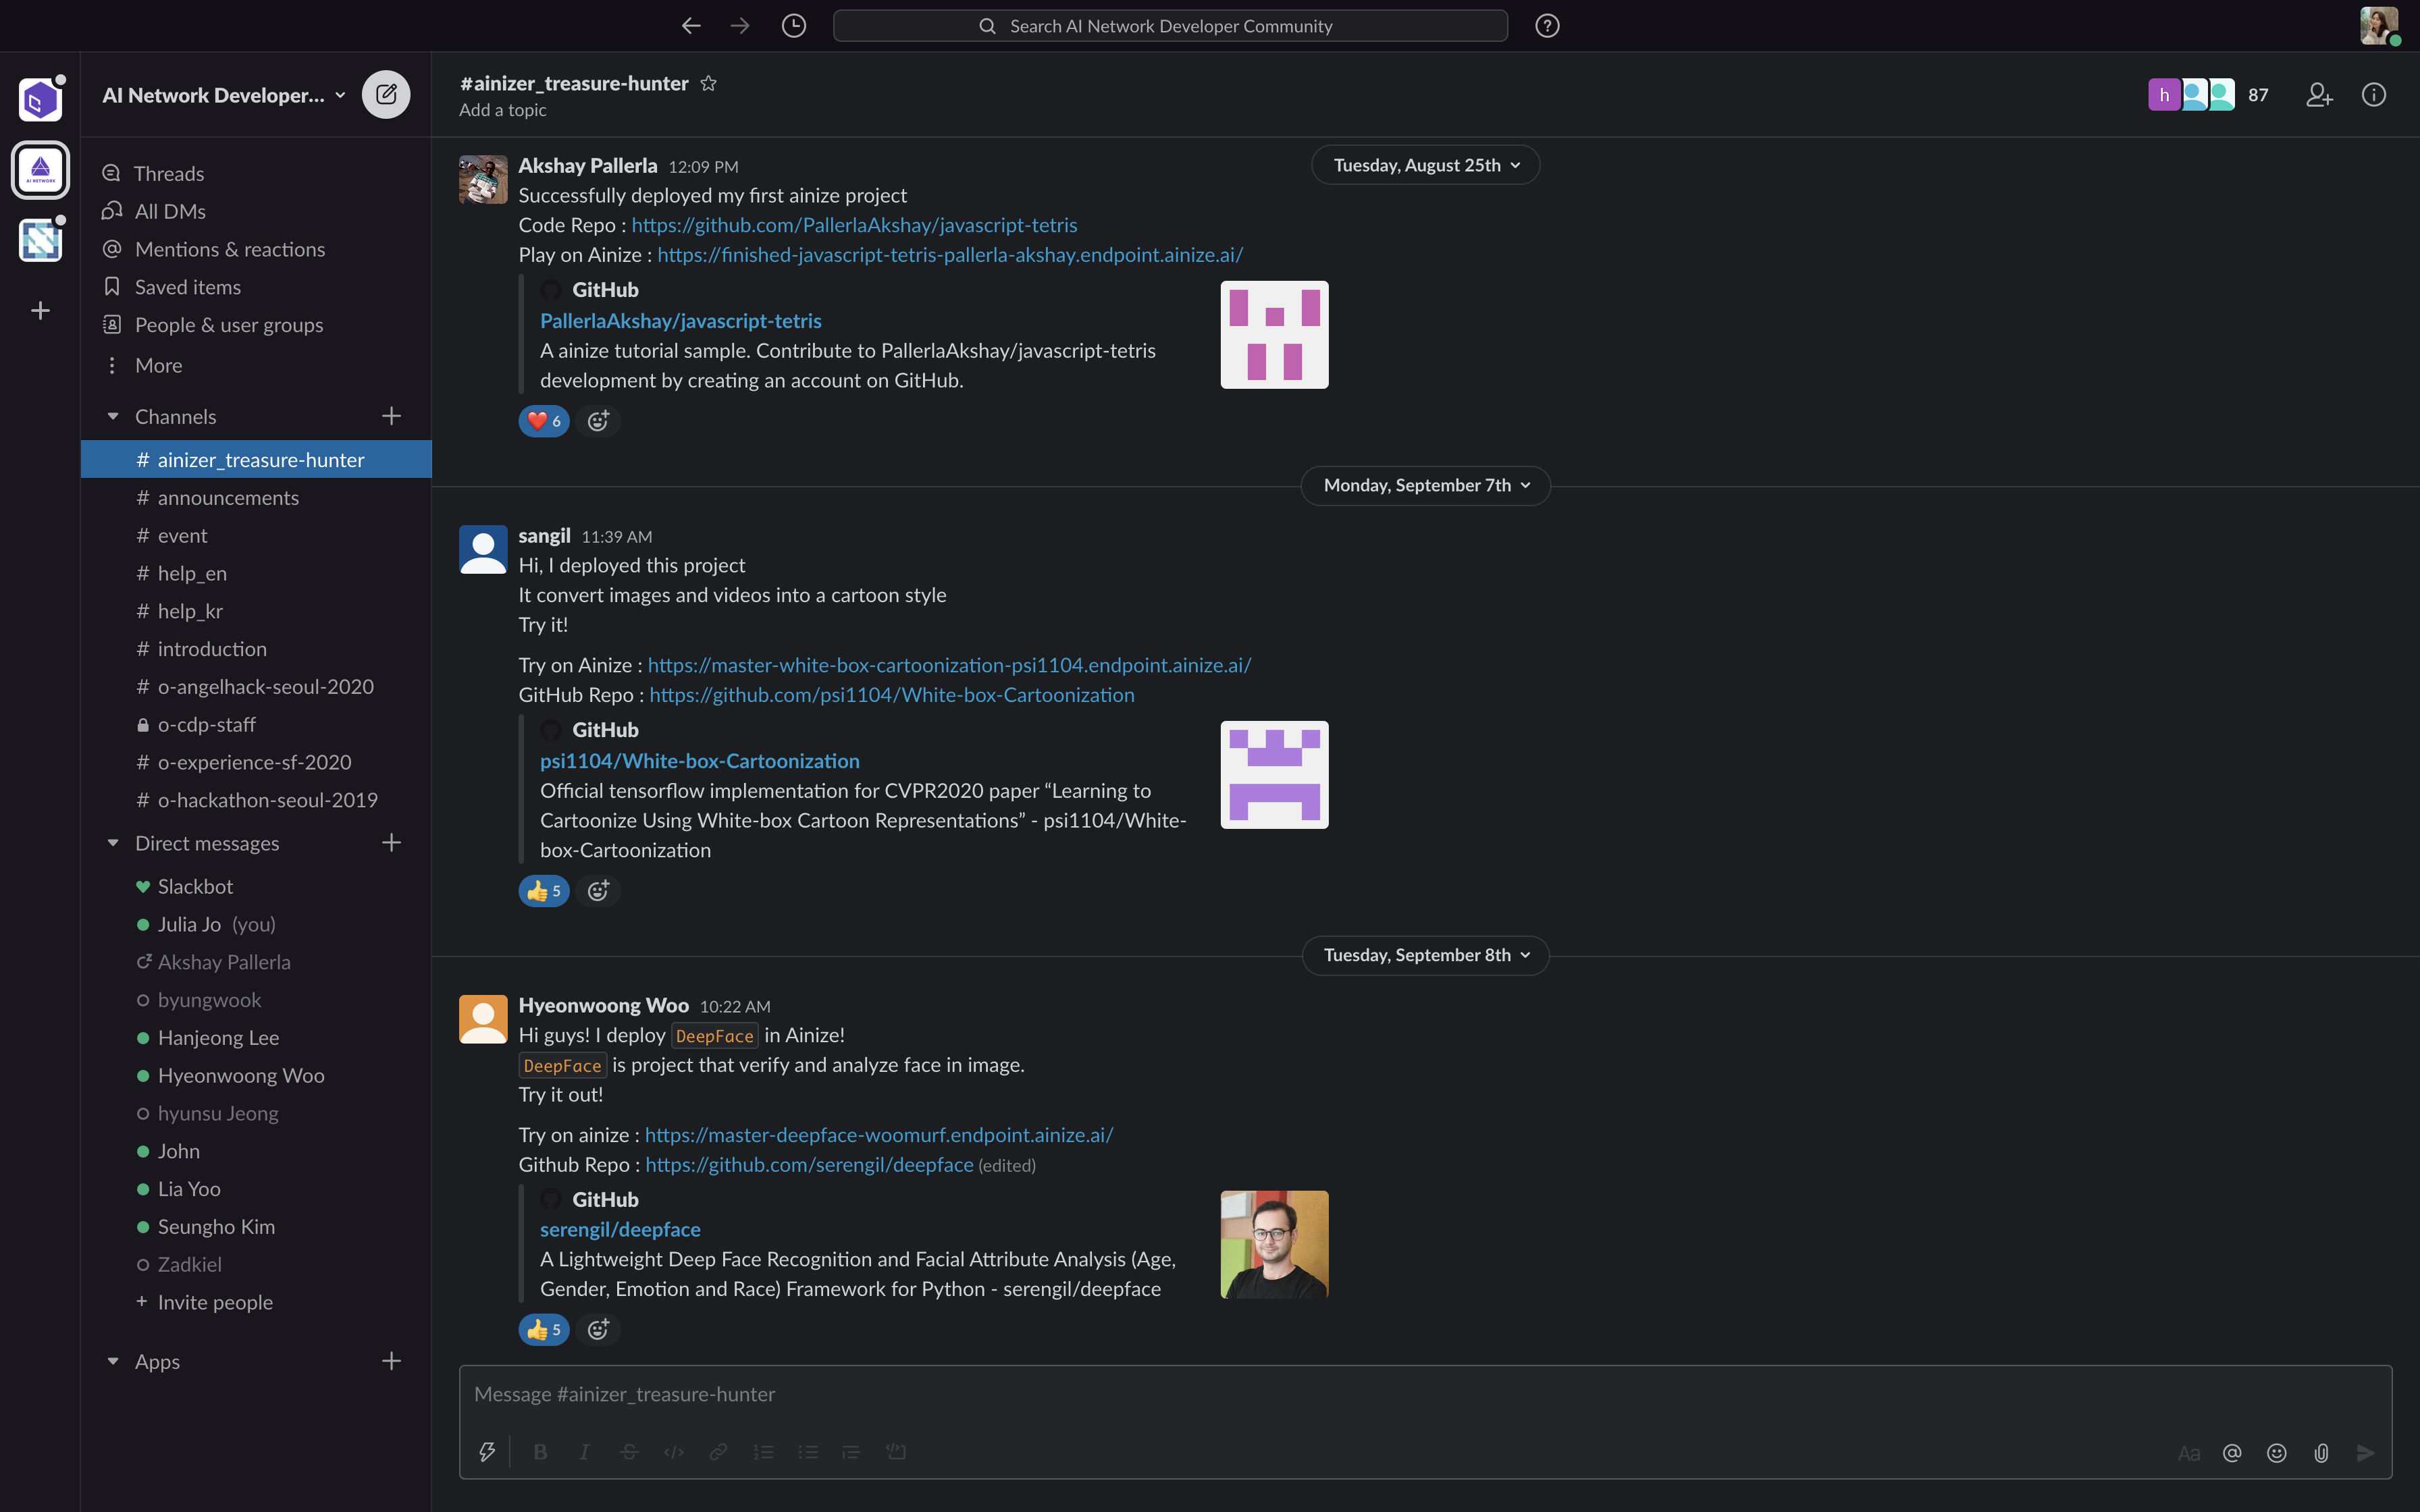 Search AI Network Developer Community
AI Network Developer...
AI NETWORK
Threads
All DMs
Mentions & reactions
Saved items
People & user groups
More
Channels
# ainizer_treasure-hunter
# announcements
# event
# help_en
# help_kr
# introduction
# o-angelhack-seoul-2020
o-cdp-staff
# o-experience-sf-2020
# o-hackathon-seoul-2019
Direct messages
Slackbot
Julia Jo (you)
Akshay Pallerla
byungwook
Hanjeong Lee
Hyeonwoong Woo
hyunsu Jeong
John
Lia Yoo
Seungho Kim
Zadkiel
+ Invite people
Apps
#ainizer_treasure-hunter
Add a topic
h
87
Tuesday, August 25th
Akshay Pallerla 12:09 PM
Successfully deployed my first ainize project
Code Repo : https://github.com/PallerlaAkshay/javascript-tetris
Play on Ainize : https://finished-javascript-tetris-pallerla-akshay.endpoint.ainize.ai/
GitHub
PallerlaAkshay/javascript-tetris
A ainize tutorial sample. Contribute to PallerlaAkshay/javascript-tetris
development by creating an account on GitHub.
❤️ 6
Monday, September 7th
sangil 11:39 AM
Hi, I deployed this project
It convert images and videos into a cartoon style
Try it!
Try on Ainize : https://master-white-box-cartoonization-psi1104.endpoint.ainize.ai/
GitHub Repo : https://github.com/psi1104/White-box-Cartoonization
GitHub
psi1104/White-box-Cartoonization
Official tensorflow implementation for CVPR2020 paper “Learning to
Cartoonize Using White-box Cartoon Representations” - psi1104/White-
box-Cartoonization
👍 5
Tuesday, September 8th
Hyeonwoong Woo 10:22 AM
Hi guys! I deploy DeepFace in Ainize!
DeepFace is project that verify and analyze face in image.
Try it out!
Try on ainize : https://master-deepface-woomurf.endpoint.ainize.ai/
Github Repo : https://github.com/serengil/deepface (edited)
GitHub
serengil/deepface
A Lightweight Deep Face Recognition and Facial Attribute Analysis (Age,
Gender, Emotion and Race) Framework for Python - serengil/deepface
👍 5
Message #ainizer_treasure-hunter
B I S
Aa @